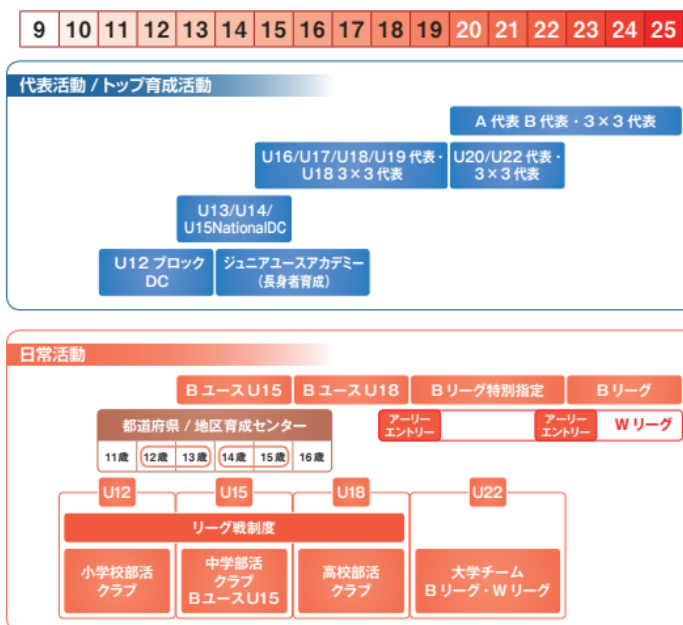 9 10 11 12 13 14 15 16 17 18 19 20 21 22 23 24 25
代表活動 / トップ育成活動
A 代表 B 代表・3×3 代表
U16/U17/U18/U19 代表・
U18 3×3 代表
U20/U22 代表・
3×3 代表
U13/U14/
U15NationalDC
U12 ブロック
DC
ジュニアユースアカデミー
(長身者育成)
日常活動
B ユース U15
B ユース U18
B リーグ特別指定
B リーグ
都道府県 / 地区育成センター
11歳 12歳 13歳 14歳 15歳 16歳
アーリー
エントリー
アーリー
エントリー
W リーグ
U12
U15
U18
U22
リーグ戦制度
小学校部活
クラブ
中学部活
クラブ
B ユース U15
高校部活
クラブ
大学チーム
B リーグ・W リーグ